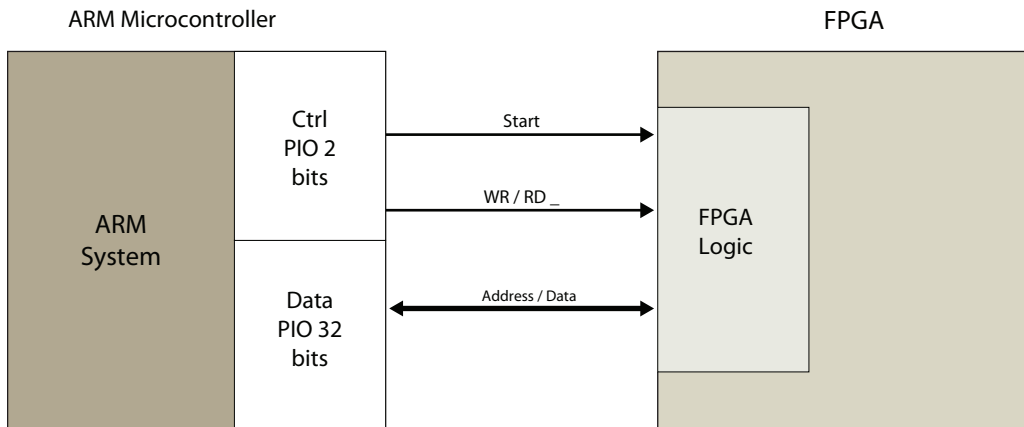 ARM Microcontroller
FPGA
Ctrl
PIO 2
bits
Start
WR / RD _
ARM
System
FPGA
Logic
Data
PIO 32
bits
Address / Data